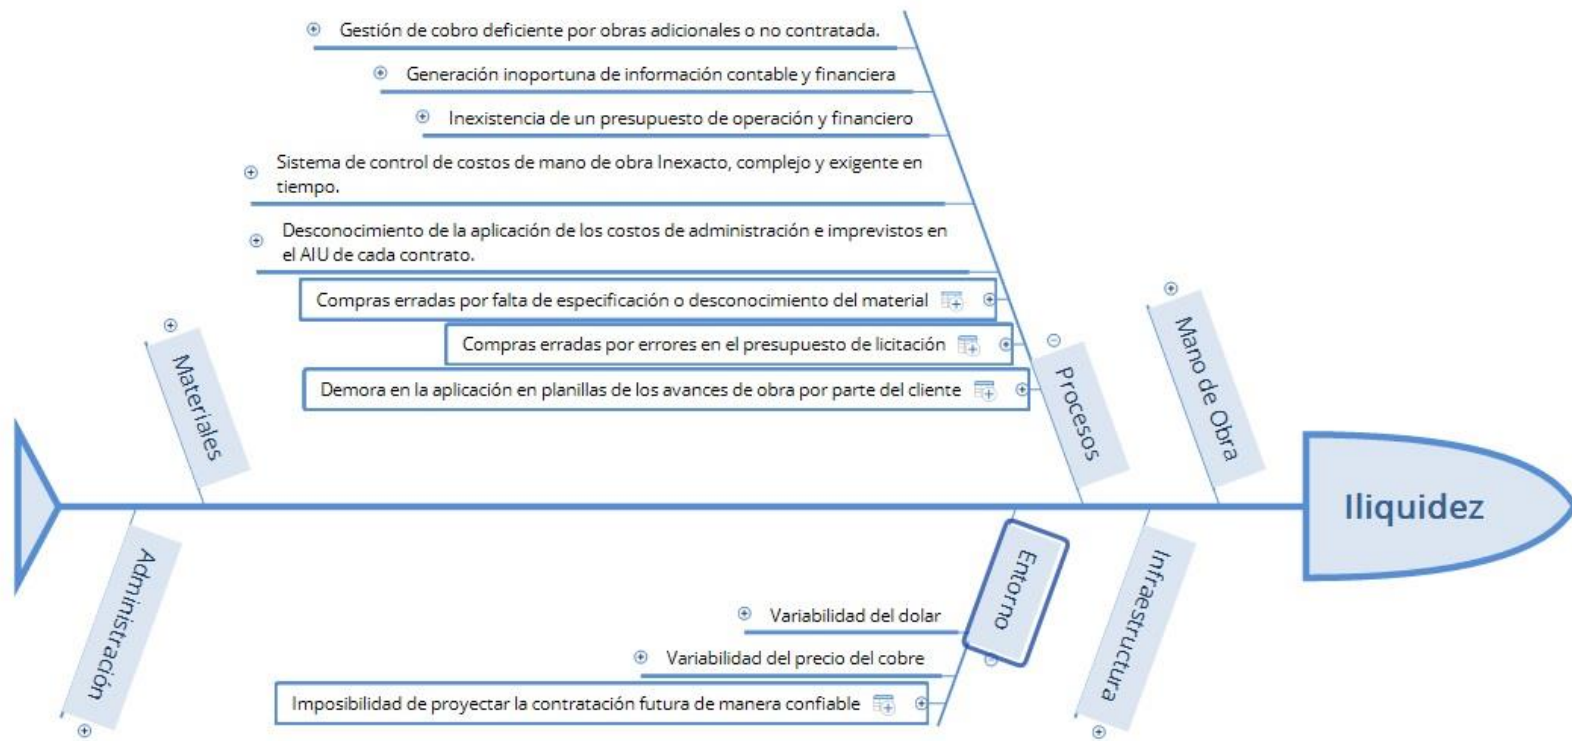 Gestión de cobro deficiente por obras adicionales o no contratada.
Generación inoportuna de información contable y financiera
Inexistencia de un presupuesto de operación y financiero
Sistema de control de costos de mano de obra Inexacto, complejo y exigente en
tiempo.
Desconocimiento de la aplicación de los costos de administración e imprevistos en
el AIU de cada contrato.
Compras erradas por falta de especificación o desconocimiento del material
Compras erradas por errores en el presupuesto de licitación
Demora en la aplicación en planillas de los avances de obra por parte del cliente
Materiales
Procesos
Mano de Obra
Iliquidez
Administración
Entorno
Infraestructura
Variabilidad del dolar
Variabilidad del precio del cobre
Imposibilidad de proyectar la contratación futura de manera confiable